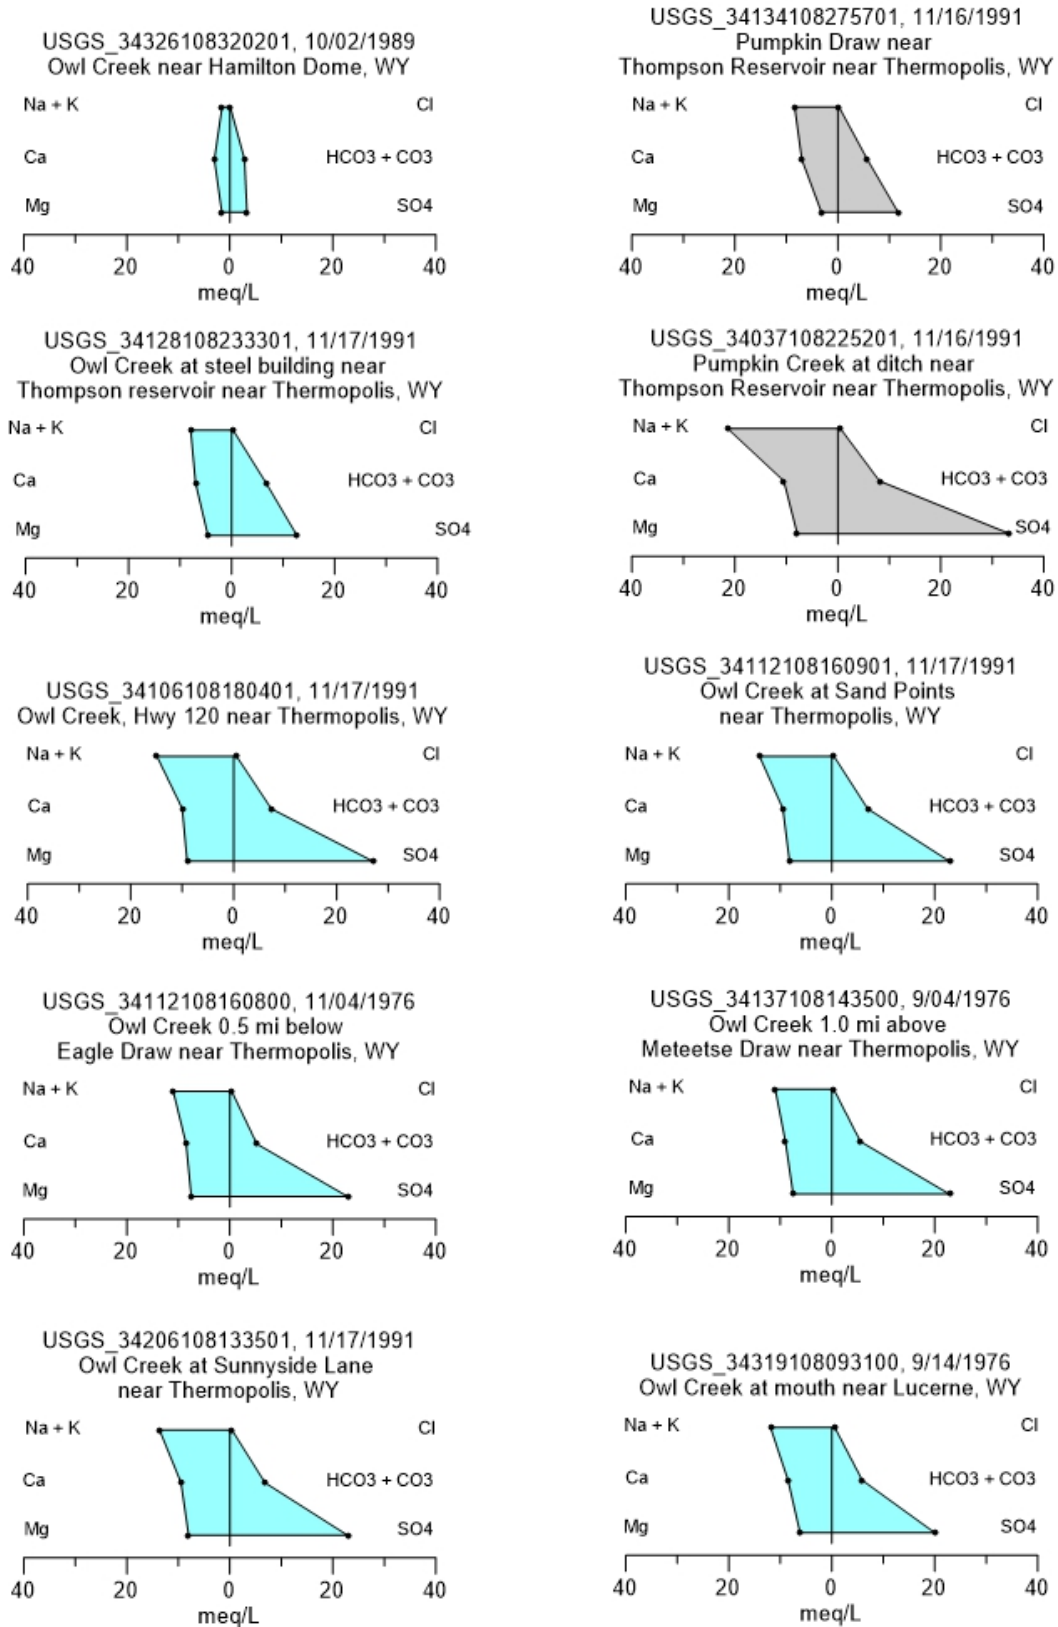 USGS_34326108320201, 10/02/1989
Owl Creek near Hamilton Dome, WY
Na + K
Cl
Ca
HCO3 + CO3
Mg
SO4
40 20 0 20 40
meq/L
USGS_34134108275701, 11/16/1991
Pumpkin Draw near
Thompson Reservoir near Thermopolis, WY
Na + K
Cl
Ca
HCO3 + CO3
Mg
SO4
40 20 0 20 40
meq/L
USGS_34128108233301, 11/17/1991
Owl Creek at steel building near
Thompson reservoir near Thermopolis, WY
Na + K
Cl
Ca
HCO3 + CO3
Mg
SO4
40 20 0 20 40
meq/L
USGS_34037108225201, 11/16/1991
Pumpkin Creek at ditch near
Thompson Reservoir near Thermopolis, WY
Na + K
Cl
Ca
HCO3 + CO3
Mg
SO4
40 20 0 20 40
meq/L
USGS_34106108180401, 11/17/1991
Owl Creek, Hwy 120 near Thermopolis, WY
Na + K
Cl
Ca
HCO3 + CO3
Mg
SO4
40 20 0 20 40
meq/L
USGS_34112108160901, 11/17/1991
Owl Creek at Sand Points
near Thermopolis, WY
Na + K
Cl
Ca
HCO3 + CO3
Mg
SO4
40 20 0 20 40
meq/L
USGS_34112108160800, 11/04/1976
Owl Creek 0.5 mi below
Eagle Draw near Thermopolis, WY
Na + K
Cl
Ca
HCO3 + CO3
Mg
SO4
40 20 0 20 40
meq/L
USGS_34137108143500, 9/04/1976
Owl Creek 1.0 mi above
Meteetse Draw near Thermopolis, WY
Na + K
Cl
Ca
HCO3 + CO3
Mg
SO4
40 20 0 20 40
meq/L
USGS_34206108133501, 11/17/1991
Owl Creek at Sunnyside Lane
near Thermopolis, WY
Na + K
Cl
Ca
HCO3 + CO3
Mg
SO4
40 20 0 20 40
meq/L
USGS_34319108093100, 9/14/1976
Owl Creek at mouth near Lucerne, WY
Na + K
Cl
Ca
HCO3 + CO3
Mg
SO4
40 20 0 20 40
meq/L